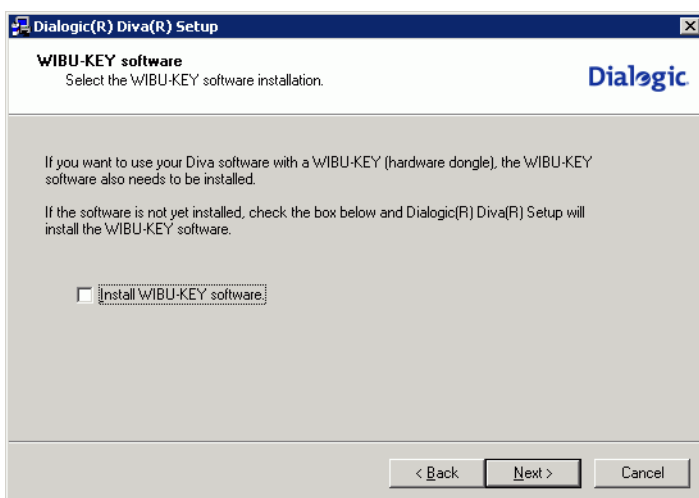 Dialogic(R) Diva(R) Setup
WIBU-KEY software
Select the WIBU-KEY software installation.
Dialogic
If you want to use your Diva software with a WIBU-KEY (hardware dongle), the WIBU-KEY
software also needs to be installed.
If the software is not yet installed, check the box below and Dialogic(R) Diva(R) Setup will
install the WIBU-KEY software.
Install WIBU-KEY software.
< Back Next > Cancel